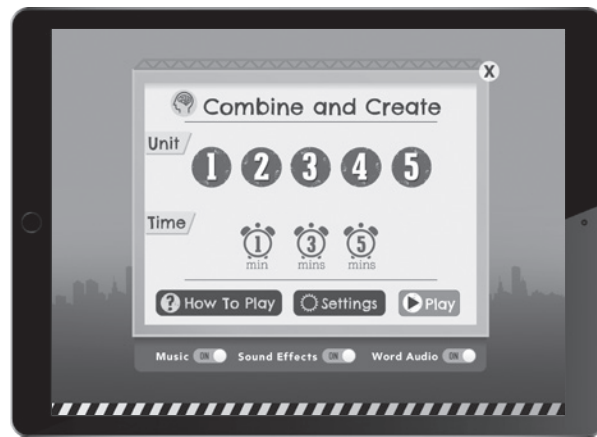 X
Combine and Create
Unit
1 2 3 4 5
Time
1 3 5
min mins mins
? How To Play Settings Play
Music ON Sound Effects ON Word Audio ON